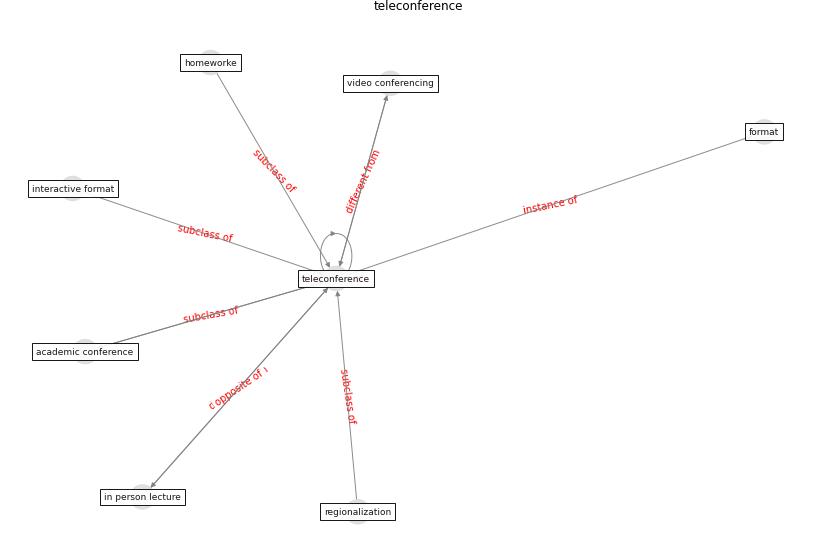 teleconference
homeworke
video conferencing
format
subclass of
different from
interactive format
instance of
subclass of
teleconference
subclass of
academic conference
opposite of
subclass of
in person lecture
regionalization